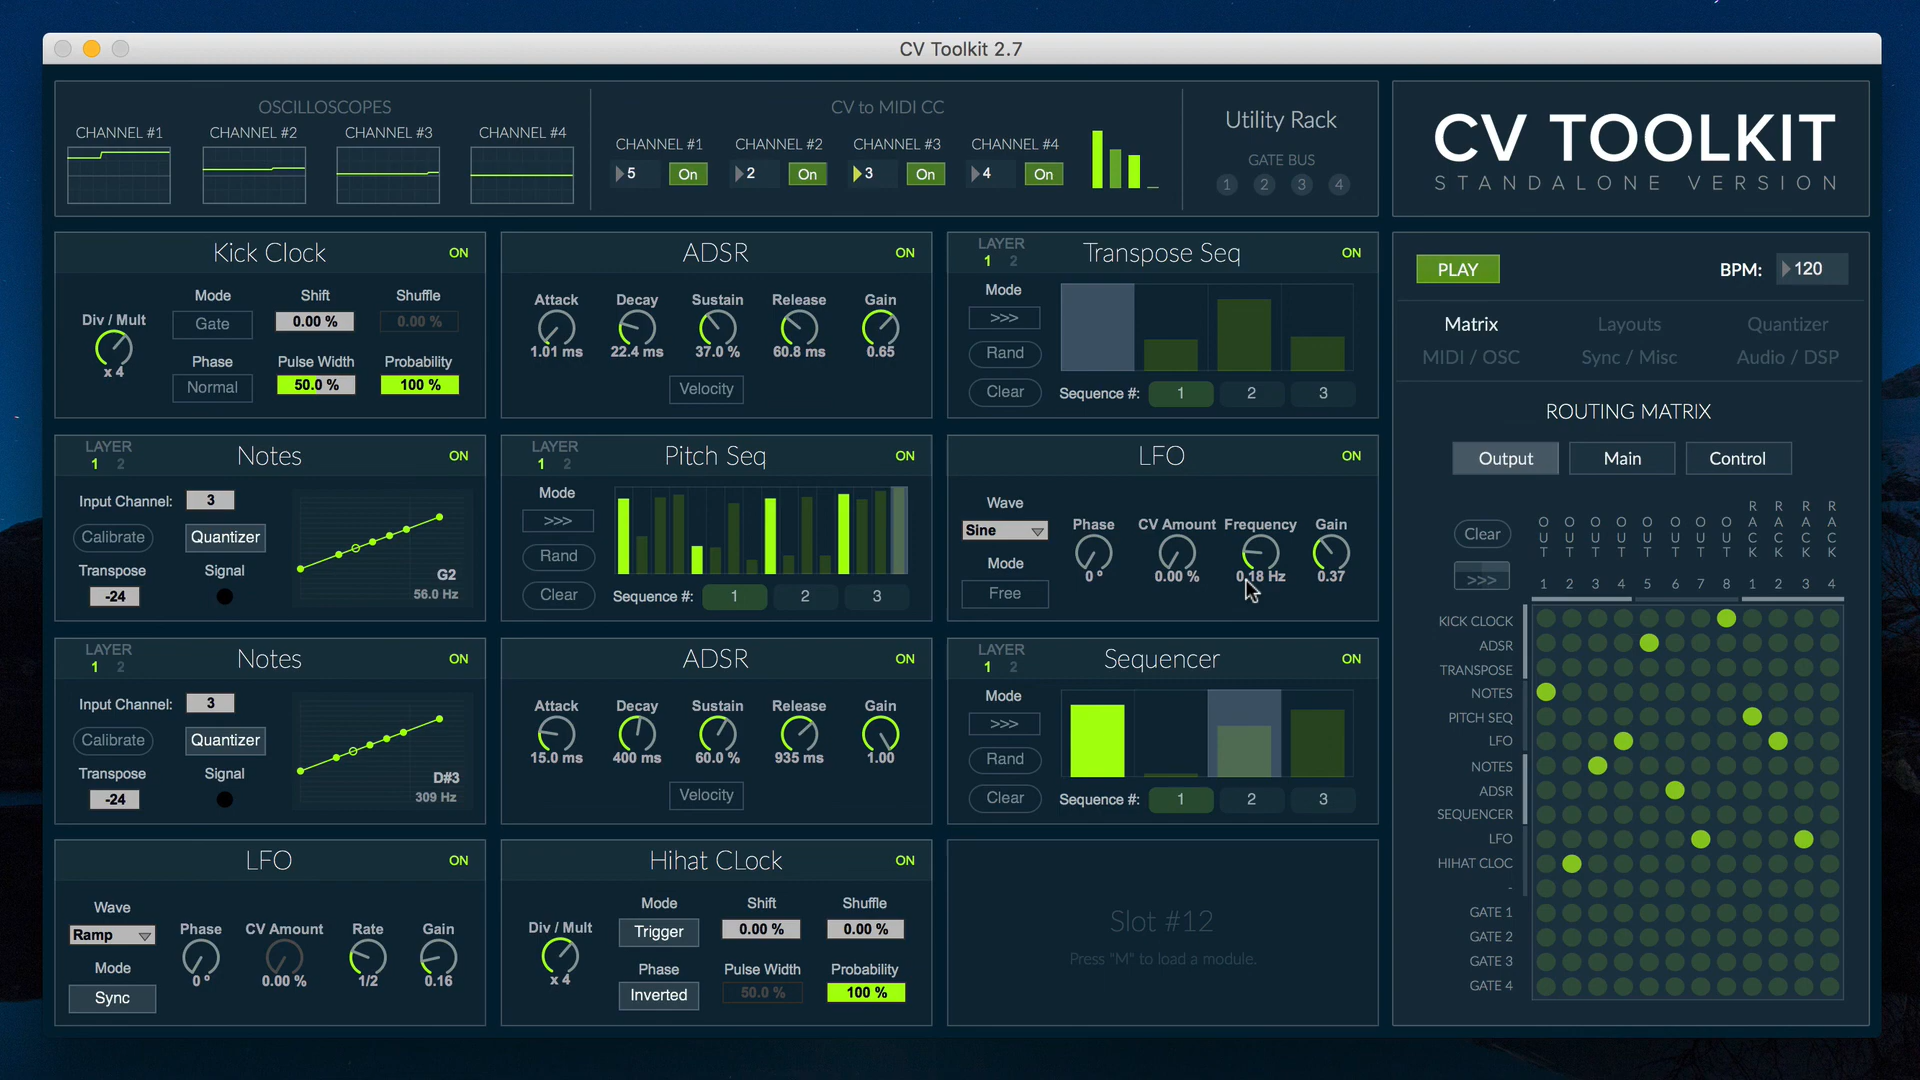 CV Toolkit 2.7
OSCILLOSCOPES
CHANNEL #1 CHANNEL #2 CHANNEL #3 CHANNEL #4
CV to MIDI CC
CHANNEL #1 CHANNEL #2 CHANNEL #3 CHANNEL #4
5 On 2 On 3 On 4 On
Utility Rack
GATE BUS
1 2 3 4
CV TOOLKIT
STANDALONE VERSION
Kick Clock ON
Mode Shift Shuffle
Div / Mult Gate 0.00 % 0.00 %
Phase Pulse Width Probability
x 4 Normal 50.0 % 100 %
ADSR ON
Attack Decay Sustain Release Gain
1.01 ms 22.4 ms 37.0 % 60.8 ms 0.65
Velocity
LAYER
1 2
Transpose Seq ON
Mode
>>>
Rand
Clear
Sequence #: 1 2 3
PLAY BPM: 120
Matrix Layouts Quantizer
MIDI / OSC Sync / Misc Audio / DSP
ROUTING MATRIX
Output Main Control
Clear
>>>
OUT OUT OUT OUT OUT OUT OUT OUT RACK RACK RACK RACK
1 2 3 4 5 6 7 8 1 2 3 4
KICK CLOCK
ADSR
TRANSPOSE
NOTES
PITCH SEQ
LFO
NOTES
ADSR
SEQUENCER
LFO
HIHAT CLOC
-
GATE 1
GATE 2
GATE 3
GATE 4
LAYER
1 2
Notes ON
Input Channel: 3
Calibrate Quantizer
Transpose Signal
-24
G2
56.0 Hz
LAYER
1 2
Pitch Seq ON
Mode
>>>
Rand
Clear
Sequence #: 1 2 3
LFO ON
Wave
Sine
Mode
Free
Phase CV Amount Frequency Gain
0 ° 0.00 % 0.18 Hz 0.37
LAYER
1 2
Notes ON
Input Channel: 3
Calibrate Quantizer
Transpose Signal
-24
D#3
309 Hz
ADSR ON
Attack Decay Sustain Release Gain
15.0 ms 400 ms 60.0 % 935 ms 1.00
Velocity
LAYER
1 2
Sequencer ON
Mode
>>>
Rand
Clear
Sequence #: 1 2 3
LFO ON
Wave
Ramp
Mode
Sync
Phase CV Amount Rate Gain
0 ° 0.00 % 1/2 0.16
Hihat CLock ON
Mode Shift Shuffle
Div / Mult Trigger 0.00 % 0.00 %
Phase Pulse Width Probability
x 4 Inverted 50.0 % 100 %
Slot #12
Press "M" to load a module.